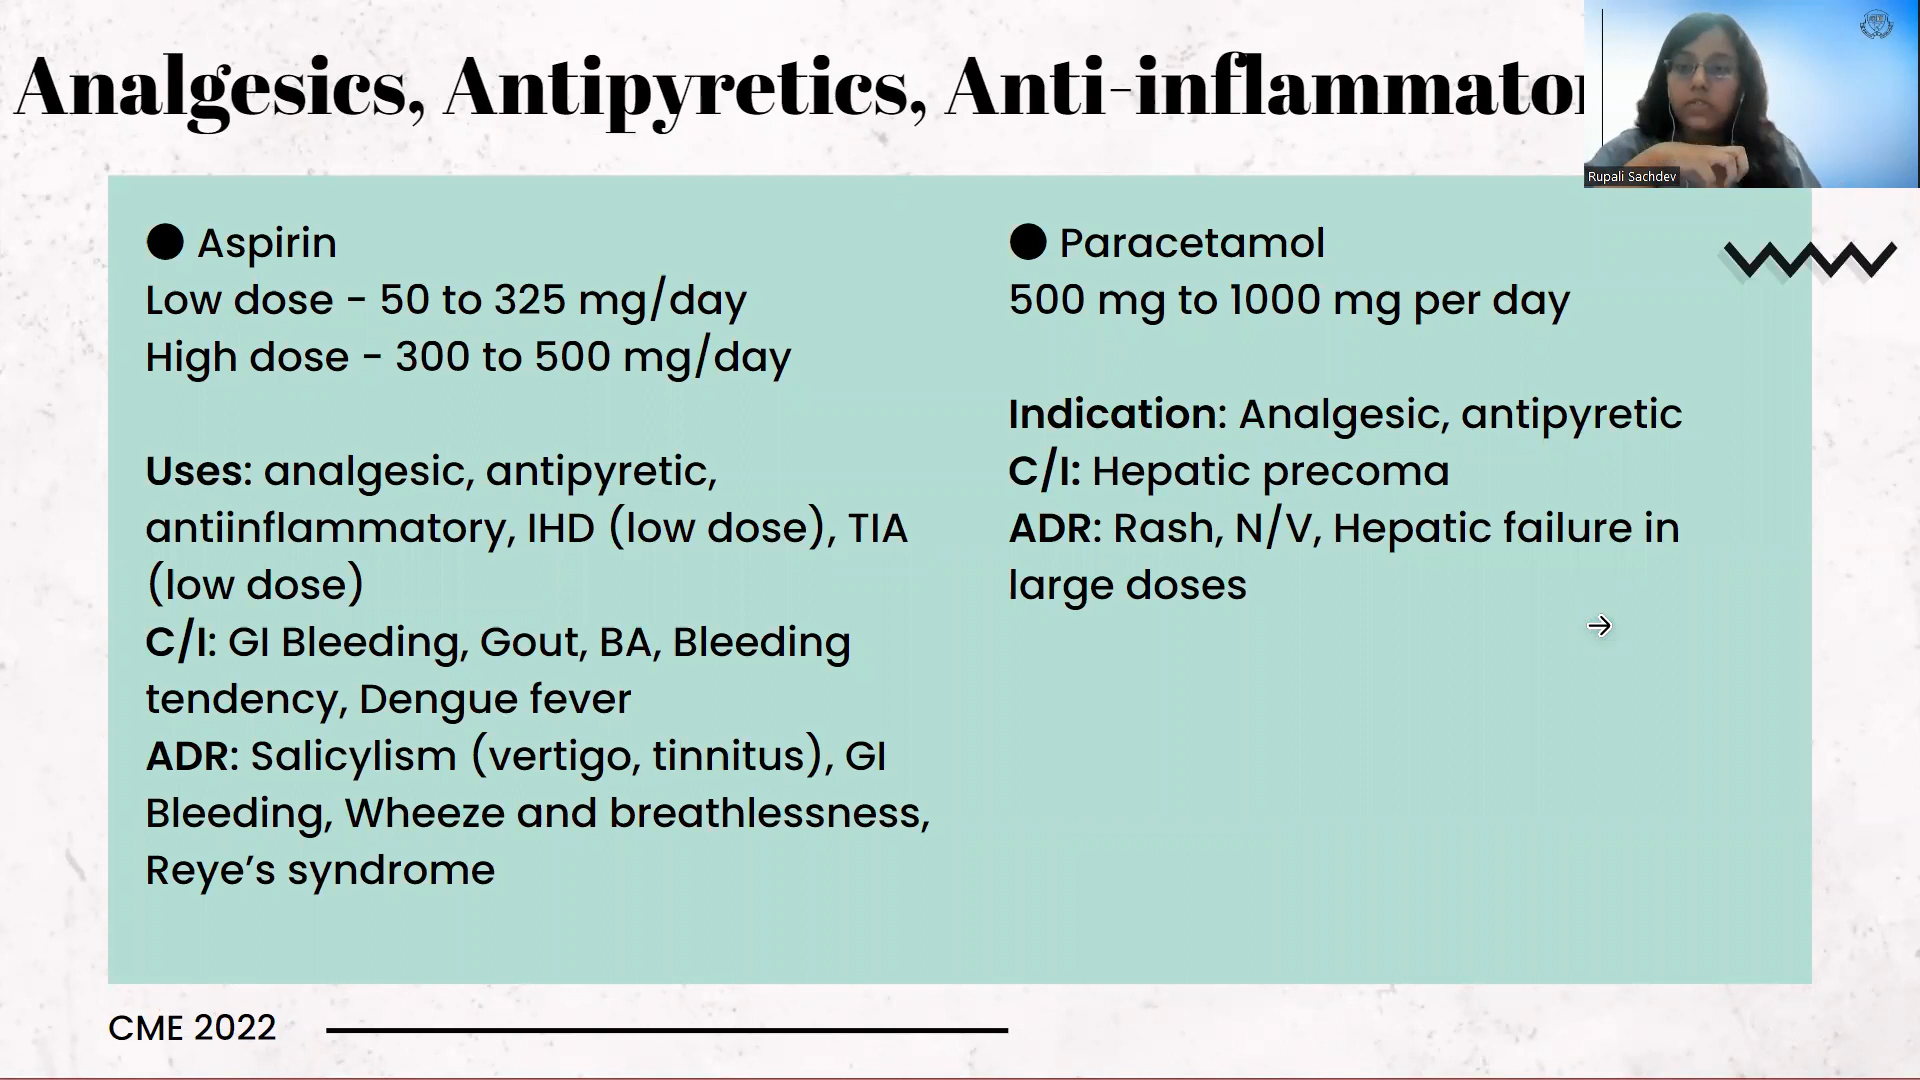 Analgesics, Antipyretics, Anti-inflammator
Rupali Sachdev
● Aspirin
Low dose - 50 to 325 mg/day
High dose - 300 to 500 mg/day
Uses: analgesic, antipyretic,
antiinflammatory, IHD (low dose), TIA
(low dose)
C/I: GI Bleeding, Gout, BA, Bleeding
tendency, Dengue fever
ADR: Salicylism (vertigo, tinnitus), GI
Bleeding, Wheeze and breathlessness,
Reye’s syndrome
● Paracetamol
500 mg to 1000 mg per day
Indication: Analgesic, antipyretic
C/I: Hepatic precoma
ADR: Rash, N/V, Hepatic failure in
large doses
CME 2022